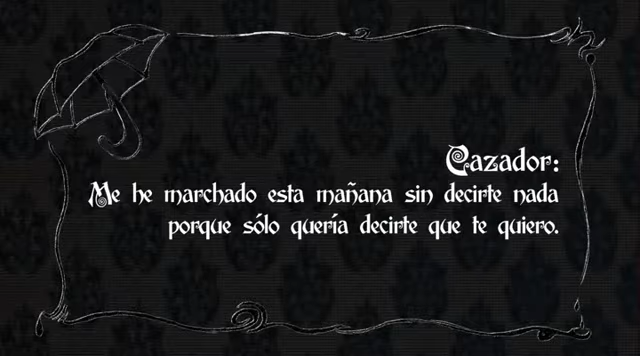 Cazador:
Me he marchado esta mañana sin decirte nada
porque sólo quería decirte que te quiero.